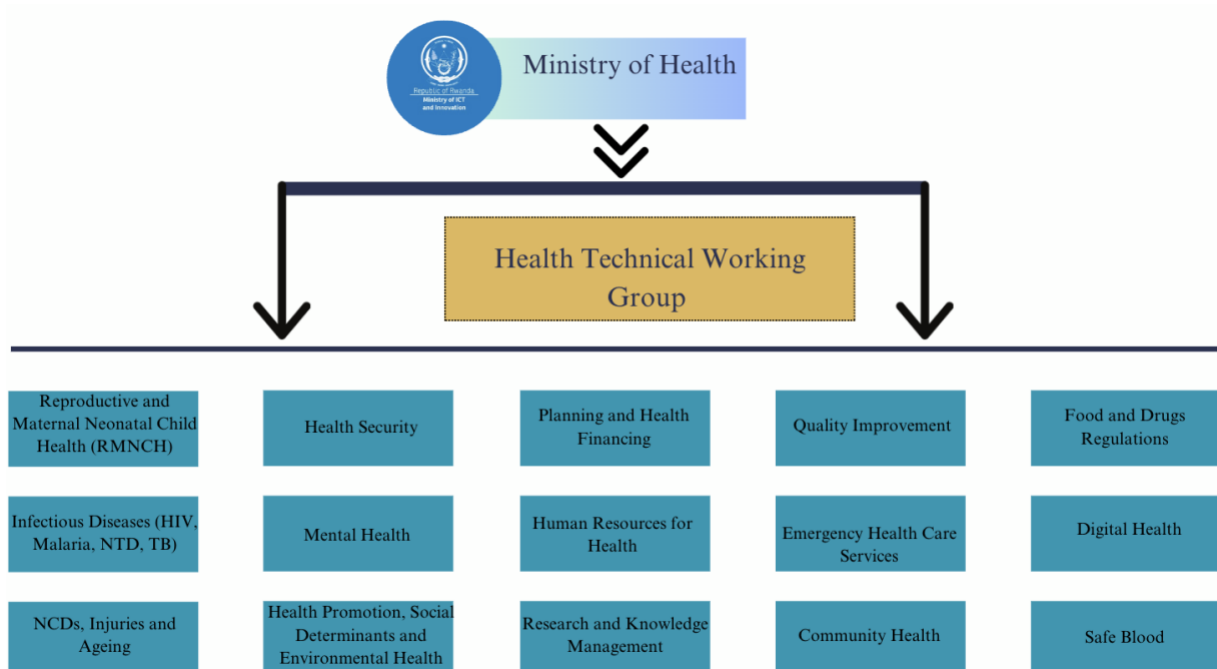 Ministry of Health
Republic of Rwanda
Ministry of ICT
and Innovation
Health Technical Working
Group
Reproductive and
Maternal Neonatal Child
Health (RMNCH)
Health Security
Planning and Health
Financing
Quality Improvement
Food and Drugs
Regulations
Infectious Diseases (HIV,
Malaria, NTD, TB)
Mental Health
Human Resources for
Health
Emergency Health Care
Services
Digital Health
NCDs, Injuries and
Ageing
Health Promotion, Social
Determinants and
Environmental Health
Research and Knowledge
Management
Community Health
Safe Blood